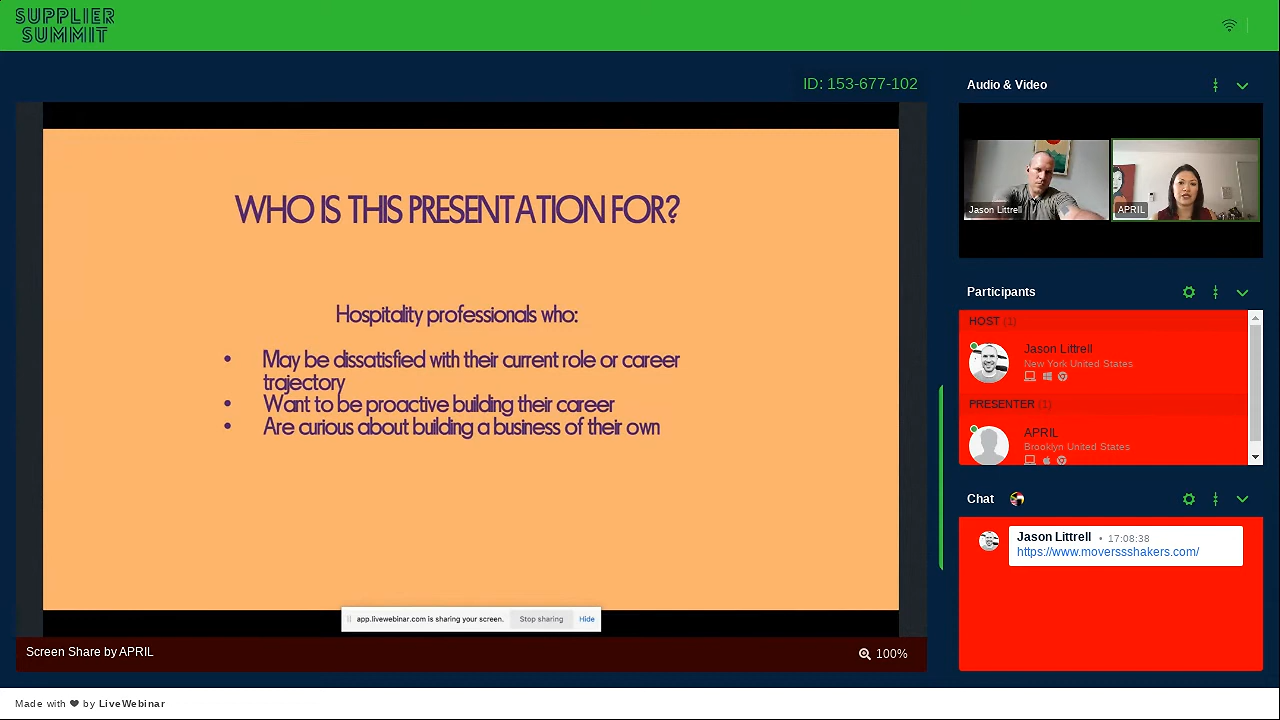 SUPPLIER
SUMMIT
ID: 153-677-102
WHO IS THIS PRESENTATION FOR?
Hospitality professionals who:
• May be dissatisfied with their current role or career
trajectory
• Want to be proactive building their career
• Are curious about building a business of their own
app.livewebinar.com is sharing your screen. Stop sharing Hide
Screen Share by APRIL
100%
Audio & Video
Jason Littrell
APRIL
Participants
HOST (1)
Jason Littrell
New York United States
PRESENTER (1)
APRIL
Brooklyn United States
Chat
Jason Littrell • 17:08:38
https://www.moverssshakers.com/
Made with ❤ by LiveWebinar